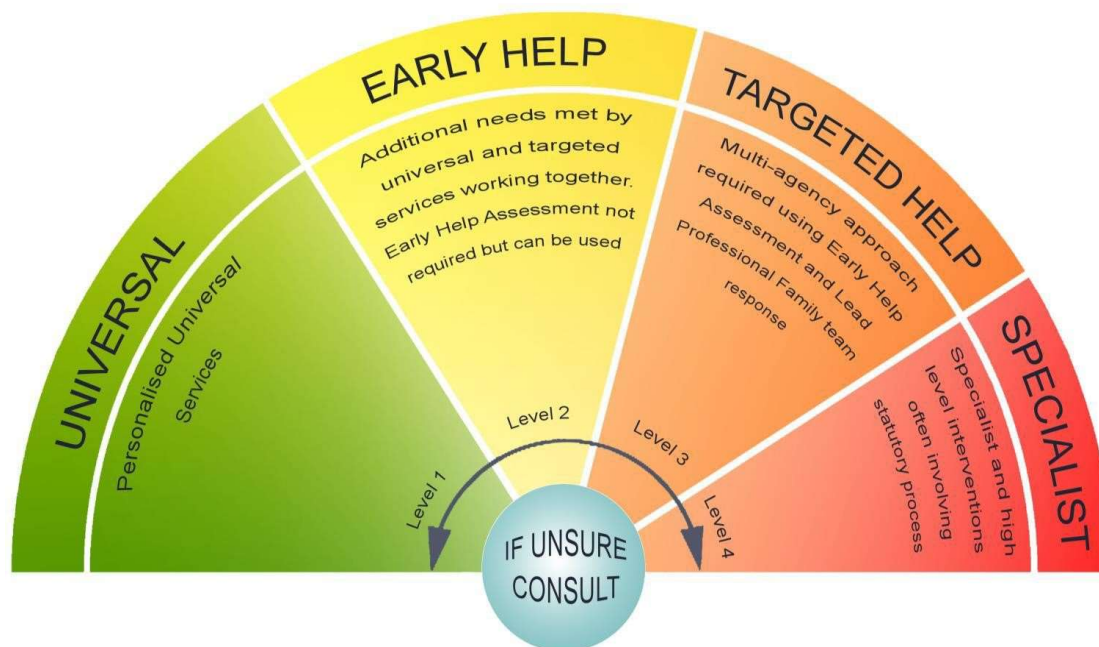 UNIVERSAL
Personalised Universal
Services
Level 1
EARLY HELP
Additional needs met by
universal and targeted
services working together.
Early Help Assessment not
required but can be used
Level 2
TARGETED HELP
Multi-agency approach
required using Early Help
Assessment and Lead
Professional Family team
response
Level 3
SPECIALIST
Specialist and high
level interventions
often involving
statutory process
Level 4
IF UNSURE
CONSULT